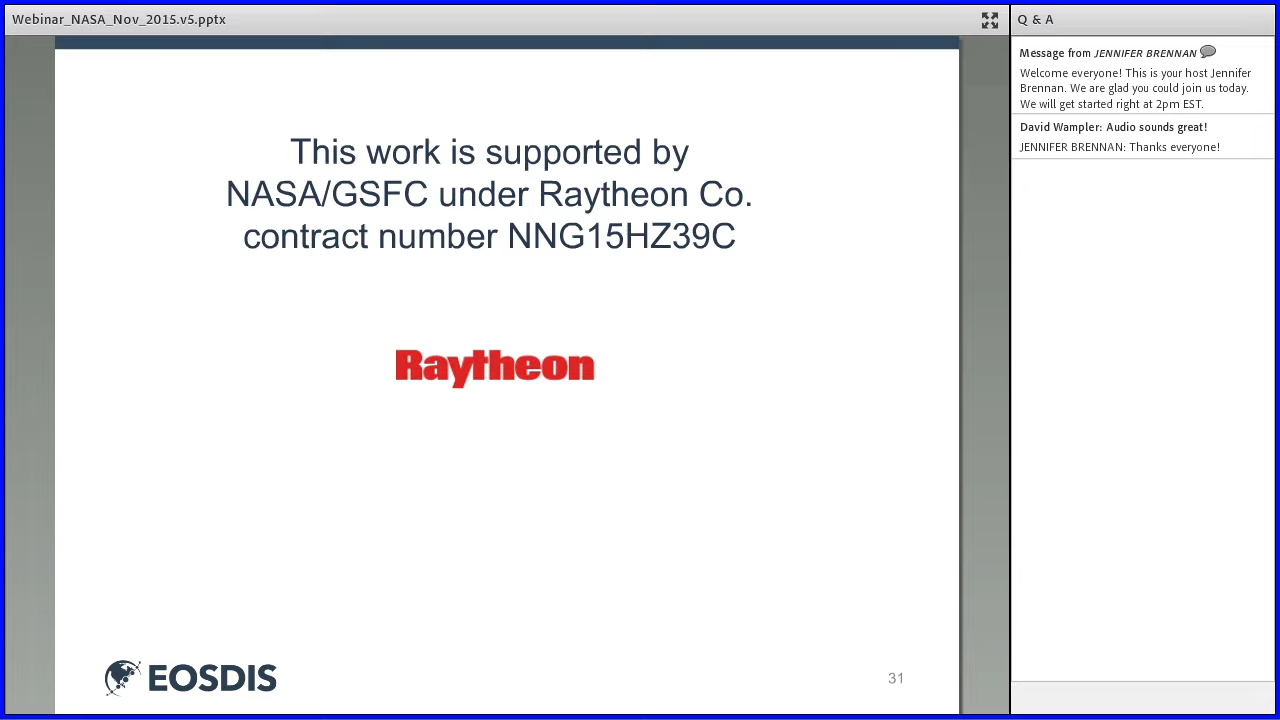 Webinar_NASA_Nov_2015.v5.pptx
This work is supported by
NASA/GSFC under Raytheon Co.
contract number NNG15HZ39C
Raytheon
EOSDIS
31
Q & A
Message from JENNIFER BRENNAN
Welcome everyone! This is your host Jennifer
Brennan. We are glad you could join us today.
We will get started right at 2pm EST.
David Wampler: Audio sounds great!
JENNIFER BRENNAN: Thanks everyone!